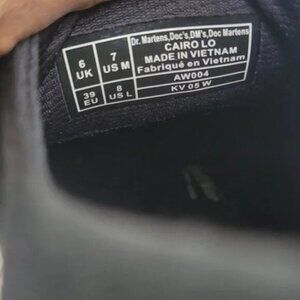 6 UK
7 US M
39 EU
8 US L
Dr. Martens,Doc's,DM's,Doc Martens
CAIRO LO
MADE IN VIETNAM
Fabriqué en Vietnam
AW004
KV 05 W